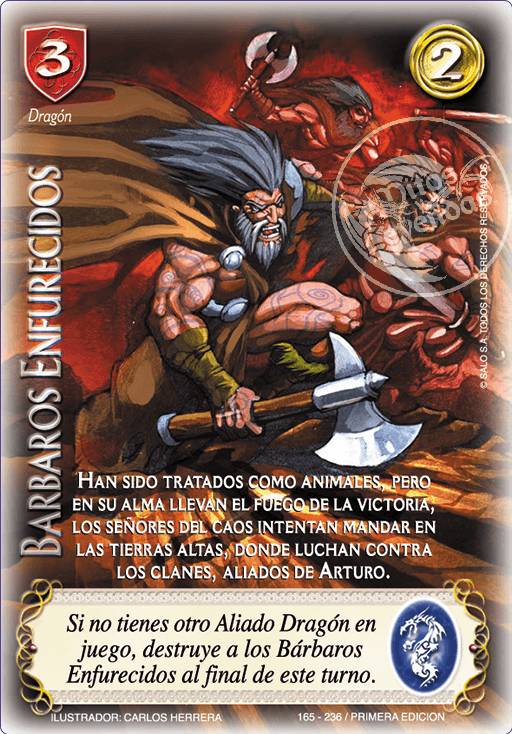 3
2
Dragón
BARBAROS ENFURECIDOS
Mitos y Leyendas
© SALO S.A. TODOS LOS DERECHOS RESERVADOS
HAN SIDO TRATADOS COMO ANIMALES, PERO
EN SU ALMA LLEVAN EL FUEGO DE LA VICTORIA,
LOS SEÑORES DEL CAOS INTENTAN MANDAR EN
LAS TIERRAS ALTAS, DONDE LUCHAN CONTRA
LOS CLANES, ALIADOS DE ARTURO.
Si no tienes otro Aliado Dragón en
juego, destruye a los Bárbaros
Enfurecidos al final de este turno.
ILUSTRADOR: CARLOS HERRERA
165 - 236 / PRIMERA EDICION